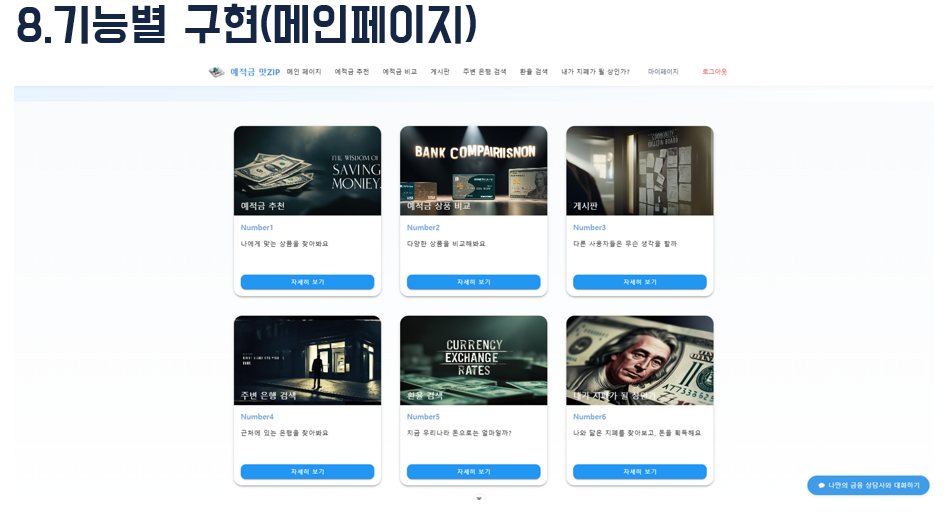 8.기능별 구현(메인페이지)
예적금 맛ZIP 메인 페이지 예적금 추천 예적금 비교 게시판 주변 은행 검색 환율 검색 내가 지폐가 될 상인가? 마이페이지 로그아웃
THE WISDOM OF
SAVING
MONIEY.
예적금 추천
Number1
나에게 맞는 상품을 찾아봐요
자세히 보기
BANK COMPAIRIISNON
예적금 상품 비교
Number2
다양한 상품을 비교해봐요
자세히 보기
COMMUNITY
게시판
Number3
다른 사용자들은 무슨 생각을 할까
자세히 보기
주변 은행 검색
Number4
근처에 있는 은행을 찾아봐요
자세히 보기
CURRENCY
EXCHANGE
RATES
환율 검색
Number5
지금 우리나라 돈으로는 얼마일까?
자세히 보기
내가 지폐가 될 상인가?
Number6
나와 닮은 지폐를 찾아보고, 돈을 획득해요
자세히 보기
나만의 금융 상담사와 대화하기